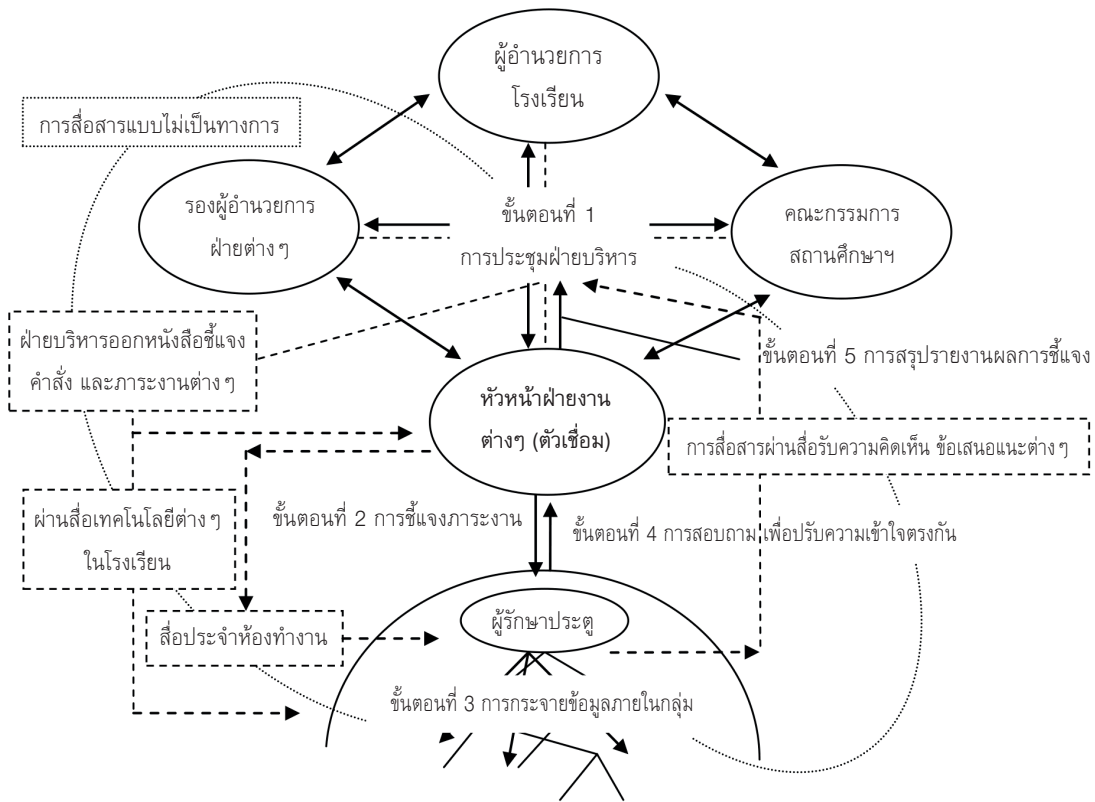 ผู้อำนวยการ
โรงเรียน
การสื่อสารแบบไม่เป็นทางการ
รองผู้อำนวยการ
ฝ่ายต่างๆ
ขั้นตอนที่ 1
การประชุมฝ่ายบริหาร
คณะกรรมการ
สถานศึกษาฯ
ฝ่ายบริหารออกหนังสือชี้แจง
คำสั่ง และภาระงานต่างๆ
ขั้นตอนที่ 5 การสรุปรายงานผลการชี้แจง
หัวหน้าฝ่ายงาน
ต่างๆ (ตัวเชื่อม)
การสื่อสารผ่านสื่อรับความคิดเห็น ข้อเสนอแนะต่างๆ
ผ่านสื่อเทคโนโลยีต่างๆ
ในโรงเรียน
ขั้นตอนที่ 2 การชี้แจงภาระงาน
ขั้นตอนที่ 4 การสอบถาม เพื่อปรับความเข้าใจตรงกัน
สื่อประจำห้องทำงาน
ผู้รักษาประตู
ขั้นตอนที่ 3 การกระจายข้อมูลภายในกลุ่ม